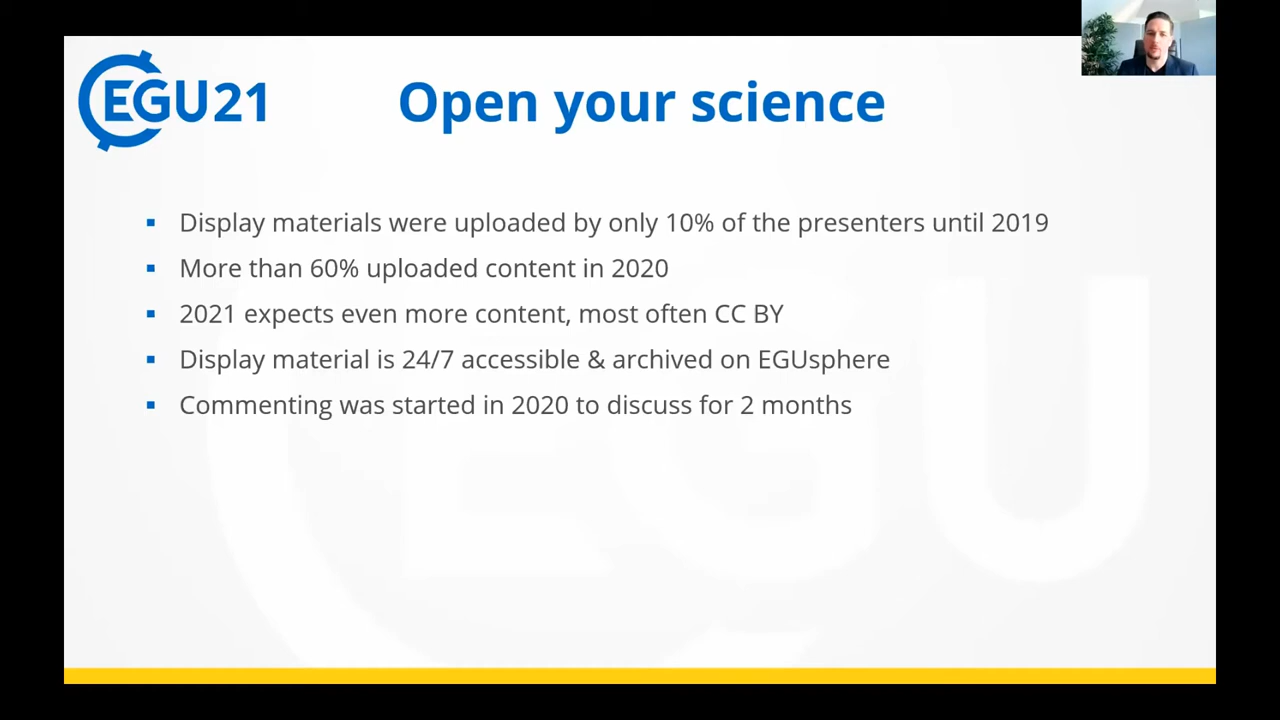 EGU21
Open your science
Display materials were uploaded by only 10% of the presenters until 2019
More than 60% uploaded content in 2020
2021 expects even more content, most often CC BY
Display material is 24/7 accessible & archived on EGUsphere
Commenting was started in 2020 to discuss for 2 months
EGU